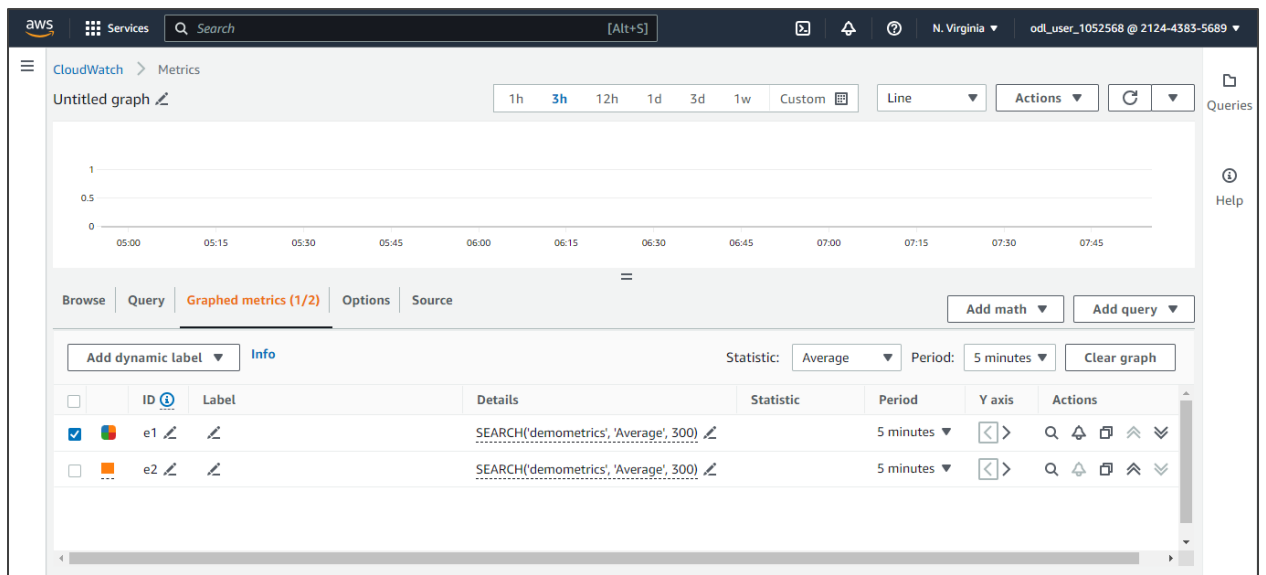 aws Services Search [Alt+S] N. Virginia ▼ odl_user_1052568 @ 2124-4383-5689 ▼
CloudWatch > Metrics
Untitled graph 1h 3h 12h 1d 3d 1w Custom Line ▼ Actions ▼ ▼
Queries
Help
1
0.5
0
05:00 05:15 05:30 05:45 06:00 06:15 06:30 06:45 07:00 07:15 07:30 07:45
Browse Query Graphed metrics (1/2) Options Source Add math ▼ Add query ▼
Add dynamic label ▼ Info Statistic: Average ▼ Period: 5 minutes ▼ Clear graph
ID Label Details Statistic Period Y axis Actions
e1 SEARCH('demometrics', 'Average', 300) 5 minutes ▼ < >
e2 SEARCH('demometrics', 'Average', 300) 5 minutes ▼ < >